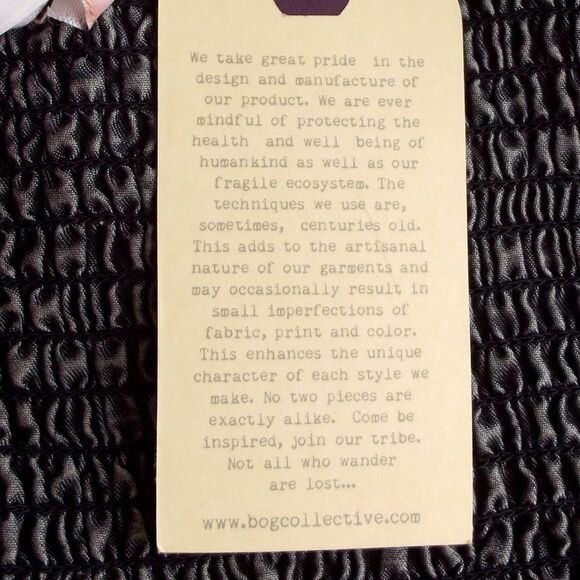 We take great pride in the
design and manufacture of
our product. We are ever
mindful of protecting the
health and well being of
humankind as well as our
fragile ecosystem. The
techniques we use are,
sometimes, centuries old.
This adds to the artisanal
nature of our garments and
may occasionally result in
small imperfections of
fabric, print and color.
This enhances the unique
character of each style we
make. No two pieces are
exactly alike. Come be
inspired, join our tribe.
Not all who wander
are lost...
www.bogcollective.com